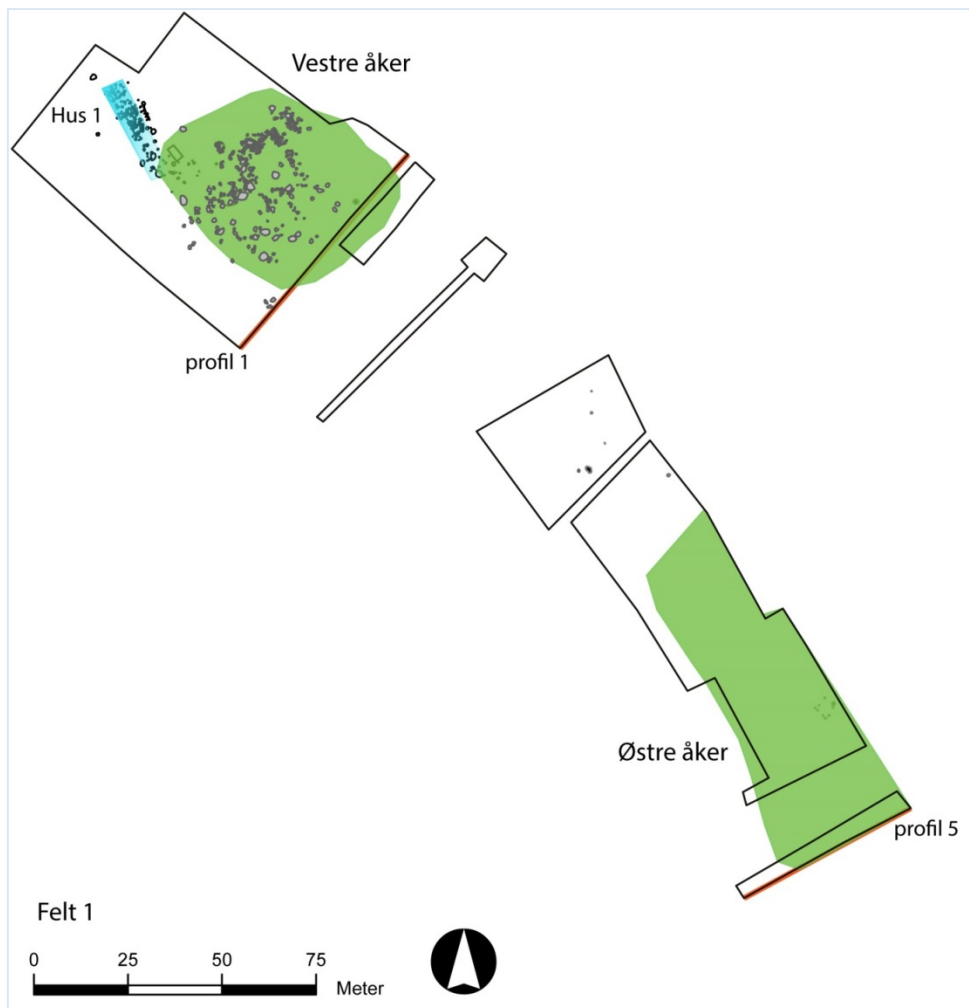 Vestre åker
Hus 1
profil 1
Østre åker
profil 5
Felt 1
0 25 50 75
Meter